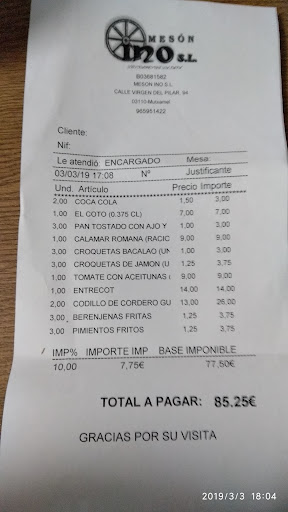 MESÓN
INO S.L.
B03681582
MESON INO S.L.
CALLE VIRGEN DEL PILAR, 94
03110-Mutxamel
965951422
Cliente:
Nif:
Le atendió: ENCARGADO Mesa:
03/03/19 17:08 Nº Justificante
Und. Artículo Precio Importe
2,00 COCA COLA 1,50 3,00
1,00 EL COTO (0.375 CL) 7,00 7,00
3,00 PAN TOSTADO CON AJO Y 1,00 3,00
1,00 CALAMAR ROMANA (RACIC 9,00 9,00
3,00 CROQUETAS BACALAO (UN 1,00 3,00
3,00 CROQUETAS DE JAMON (U 1,25 3,75
1,00 TOMATE CON ACEITUNAS ( 9,00 9,00
1,00 ENTRECOT 14,00 14,00
2,00 CODILLO DE CORDERO GU 13,00 26,00
3,00 BERENJENAS FRITAS 1,25 3,75
3,00 PIMIENTOS FRITOS 1,25 3,75
IMP% IMPORTE IMP BASE IMPONIBLE
10,00 7,75€ 77,50€
TOTAL A PAGAR: 85.25€
GRACIAS POR SU VISITA
2019/3/3 18:04